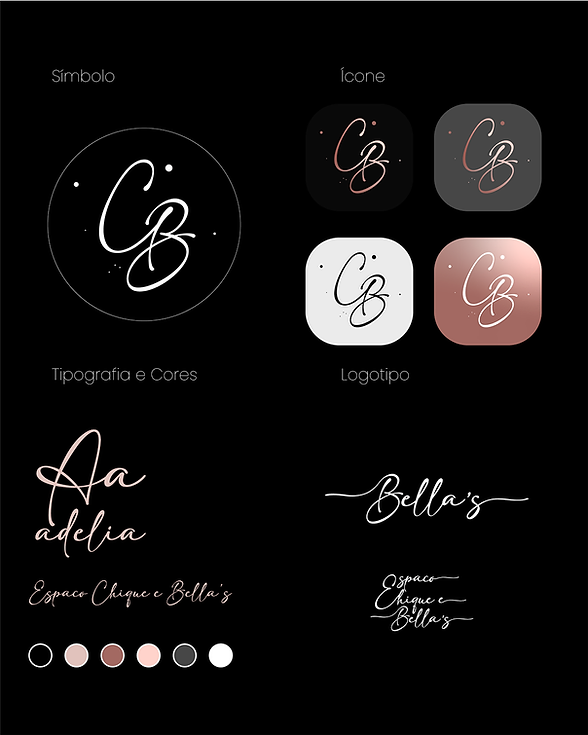 Símbolo
Ícone
CB
CB
CB
CB
CB
Tipografia e Cores
Logotipo
Aa
adelia
Espaco Chique e Bella's
Bella's
Espaco
Chique e
Bella's